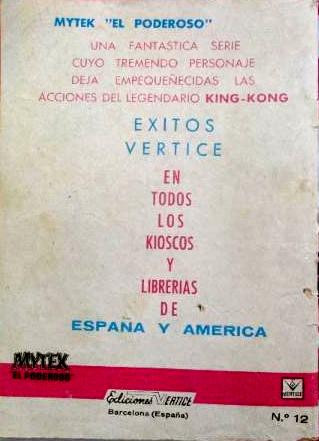 MYTEK "EL PODEROSO"
UNA FANTASTICA SERIE
CUYO TREMENDO PERSONAJE
DEJA EMPEQUEÑECIDAS LAS
ACCIONES DEL LEGENDARIO KING-KONG
EXITOS
VERTICE
EN
TODOS
LOS
KIOSCOS
Y
LIBRERIAS
DE
ESPAÑA Y AMERICA
MYTEK
EL PODEROSO
Ediciones VERTICE
Barcelona (España)
VERTICE
N.º 12